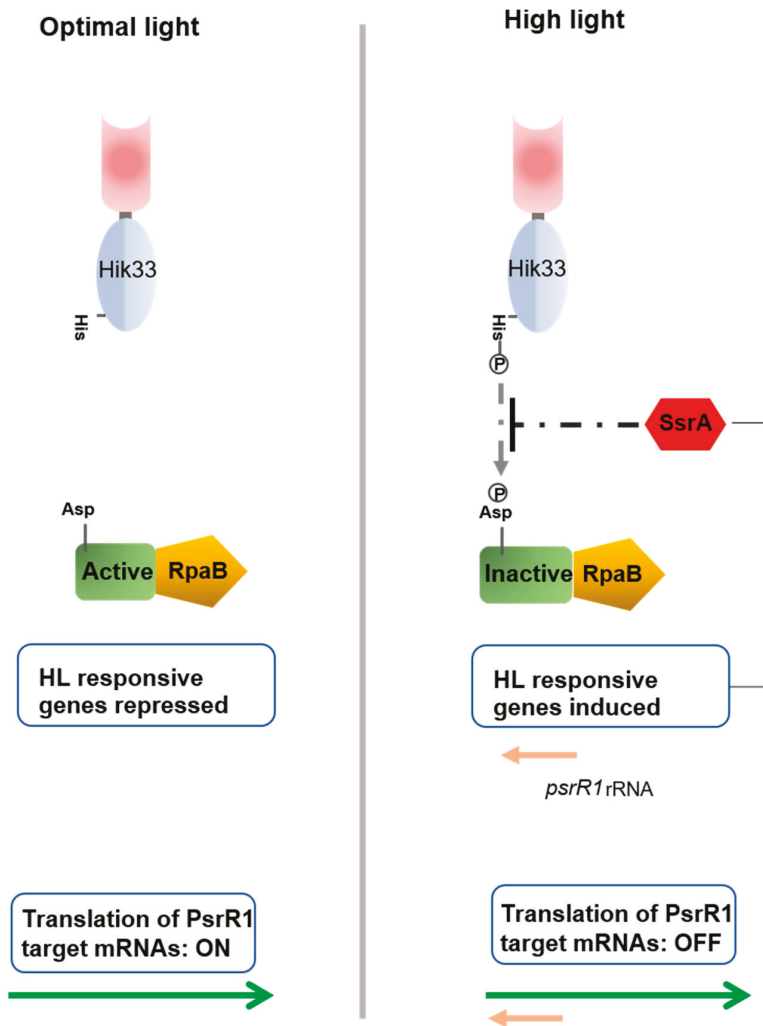 Optimal light
Hik33
His
Asp
Active
RpaB
HL responsive
genes repressed
Translation of PsrR1
target mRNAs: ON
High light
Hik33
His
P
SsrA
P
Asp
Inactive
RpaB
HL responsive
genes induced
psrR1 rRNA
Translation of PsrR1
target mRNAs: OFF